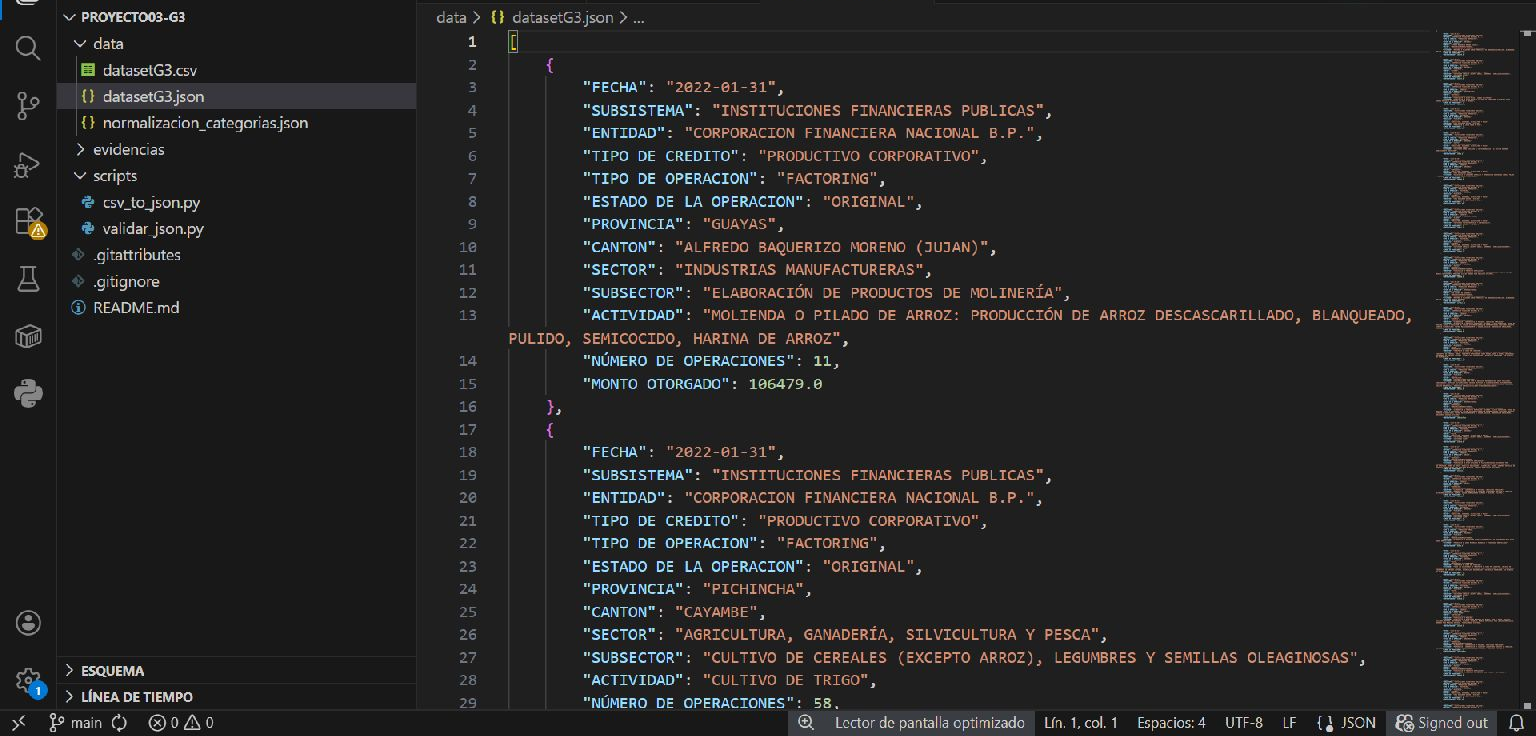 PROYECTO03-G3
data
datasetG3.csv
datasetG3.json
normalizacion_categorias.json
evidencias
scripts
csv_to_json.py
validar_json.py
.gitattributes
.gitignore
README.md
ESQUEMA
LÍNEA DE TIEMPO
1
data > {} datasetG3.json > ...
1 [
2 {
3 "FECHA": "2022-01-31",
4 "SUBSISTEMA": "INSTITUCIONES FINANCIERAS PUBLICAS",
5 "ENTIDAD": "CORPORACION FINANCIERA NACIONAL B.P.",
6 "TIPO DE CREDITO": "PRODUCTIVO CORPORATIVO",
7 "TIPO DE OPERACION": "FACTORING",
8 "ESTADO DE LA OPERACION": "ORIGINAL",
9 "PROVINCIA": "GUAYAS",
10 "CANTON": "ALFREDO BAQUERIZO MORENO (JUJAN)",
11 "SECTOR": "INDUSTRIAS MANUFACTURERAS",
12 "SUBSECTOR": "ELABORACIÓN DE PRODUCTOS DE MOLINERÍA",
13 "ACTIVIDAD": "MOLIENDA O PILADO DE ARROZ: PRODUCCIÓN DE ARROZ DESCASCARILLADO, BLANQUEADO,
PULIDO, SEMICOCIDO, HARINA DE ARROZ",
14 "NÚMERO DE OPERACIONES": 11,
15 "MONTO OTORGADO": 106479.0
16 },
17 {
18 "FECHA": "2022-01-31",
19 "SUBSISTEMA": "INSTITUCIONES FINANCIERAS PUBLICAS",
20 "ENTIDAD": "CORPORACION FINANCIERA NACIONAL B.P.",
21 "TIPO DE CREDITO": "PRODUCTIVO CORPORATIVO",
22 "TIPO DE OPERACION": "FACTORING",
23 "ESTADO DE LA OPERACION": "ORIGINAL",
24 "PROVINCIA": "PICHINCHA",
25 "CANTON": "CAYAMBE",
26 "SECTOR": "AGRICULTURA, GANADERÍA, SILVICULTURA Y PESCA",
27 "SUBSECTOR": "CULTIVO DE CEREALES (EXCEPTO ARROZ), LEGUMBRES Y SEMILLAS OLEAGINOSAS",
28 "ACTIVIDAD": "CULTIVO DE TRIGO",
29 "NÚMERO DE OPERACIONES": 58,
main 0 0 Lector de pantalla optimizado Lín. 1, col. 1 Espacios: 4 UTF-8 LF {} JSON Signed out